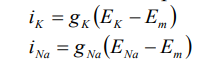 i_K = g_K(E_K − E_m)
i_Na = g_Na(E_Na − E_m)